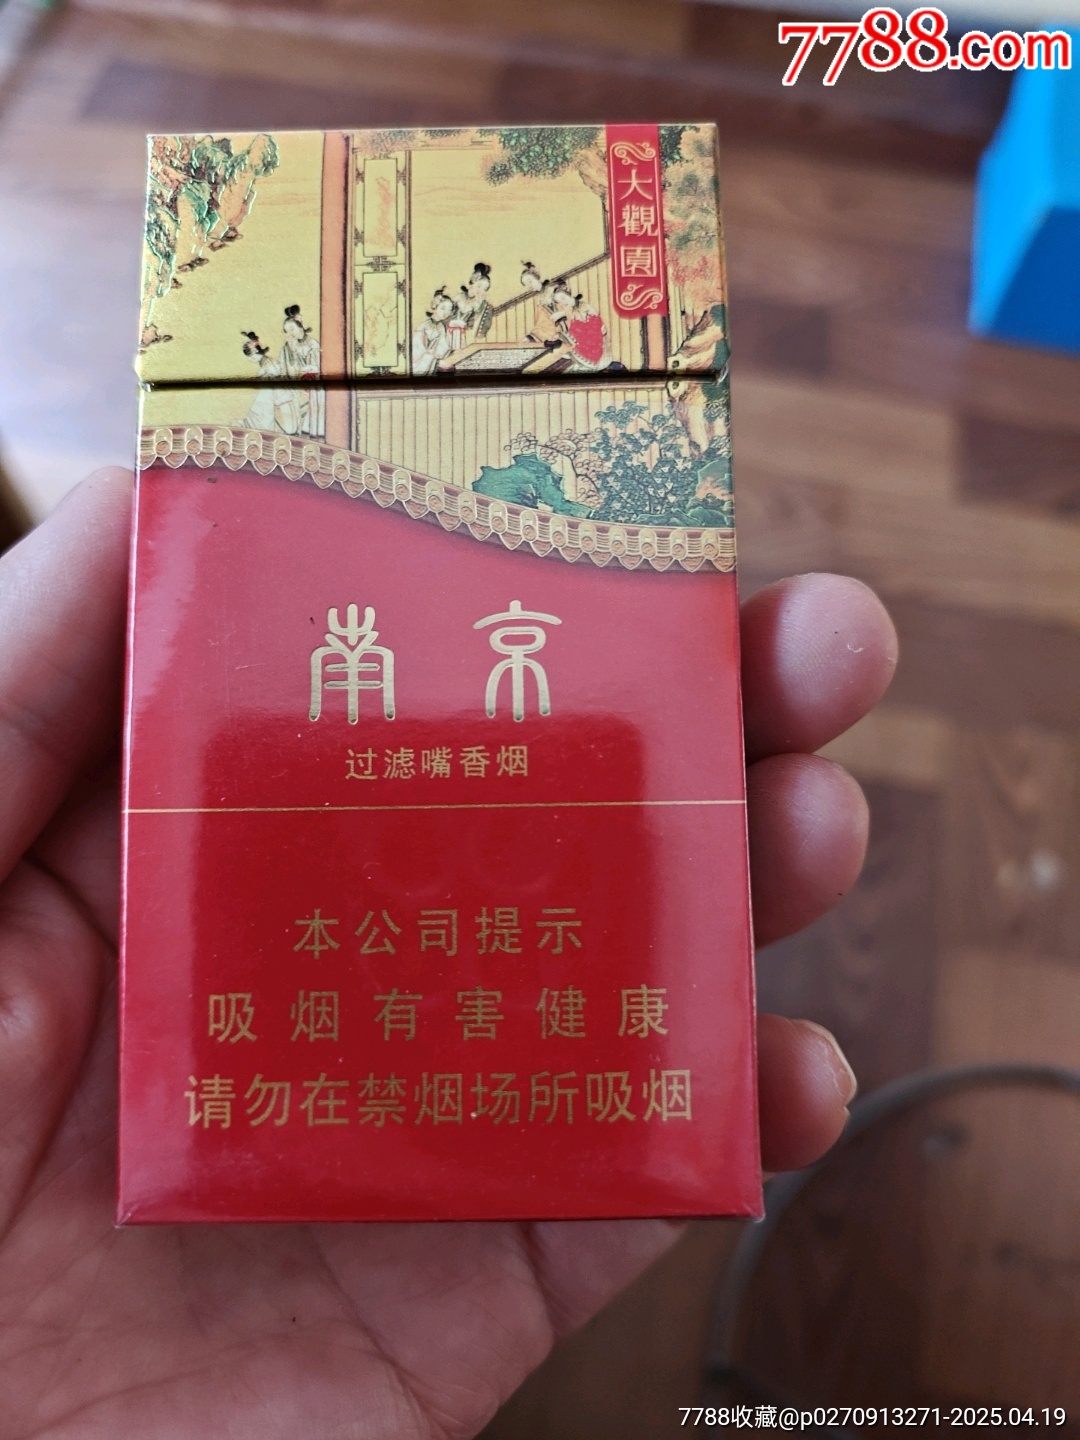 7788.com
大觀園
南京
过滤嘴香烟
本公司提示
吸烟有害健康
请勿在禁烟场所吸烟
7788收藏@p0270913271-2025.04.19